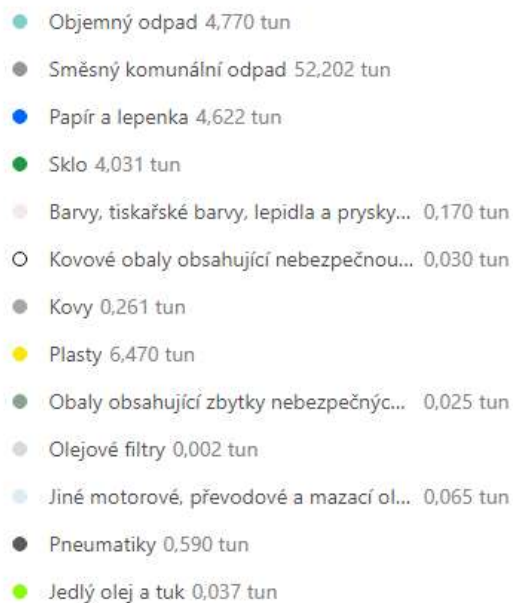 Objemný odpad 4,770 tun
Směsný komunální odpad 52,202 tun
Papír a lepenka 4,622 tun
Sklo 4,031 tun
Barvy, tiskařské barvy, lepidla a prysky... 0,170 tun
Kovové obaly obsahující nebezpečnou... 0,030 tun
Kovy 0,261 tun
Plasty 6,470 tun
Obaly obsahující zbytky nebezpečnýc... 0,025 tun
Olejové filtry 0,002 tun
Jiné motorové, převodové a mazací ol... 0,065 tun
Pneumatiky 0,590 tun
Jedlý olej a tuk 0,037 tun